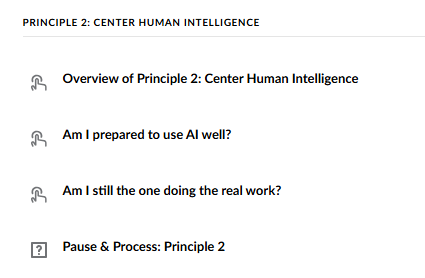 PRINCIPLE 2: CENTER HUMAN INTELLIGENCE
Overview of Principle 2: Center Human Intelligence
Am I prepared to use AI well?
Am I still the one doing the real work?
? Pause & Process: Principle 2